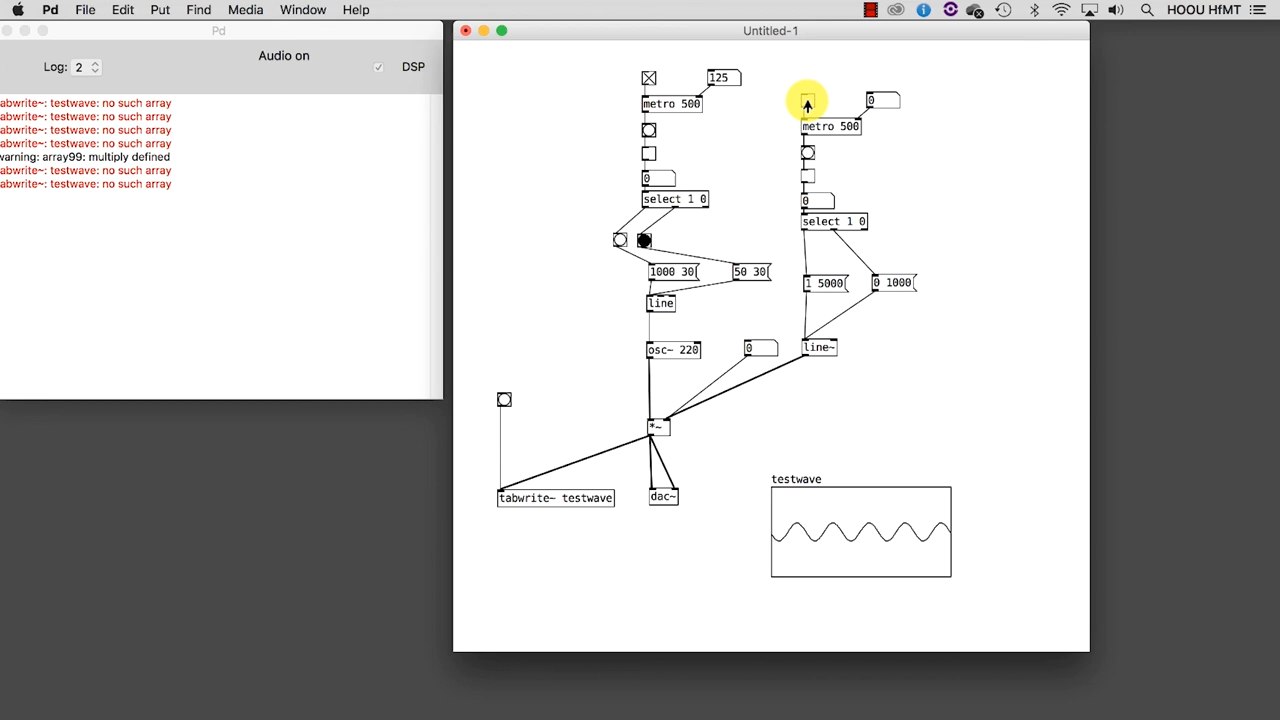 Pd File Edit Put Find Media Window Help HOOU HfMT
Pd
Audio on
Log: 2 DSP
abwrite~: testwave: no such array
abwrite~: testwave: no such array
abwrite~: testwave: no such array
abwrite~: testwave: no such array
warning: array99: multiply defined
abwrite~: testwave: no such array
abwrite~: testwave: no such array
Untitled-1
125
metro 500
0
select 1 0
1000 30
50 30
line
osc~ 220
0
*~
tabwrite~ testwave
dac~
0
metro 500
0
select 1 0
1 5000
0 1000
line~
testwave